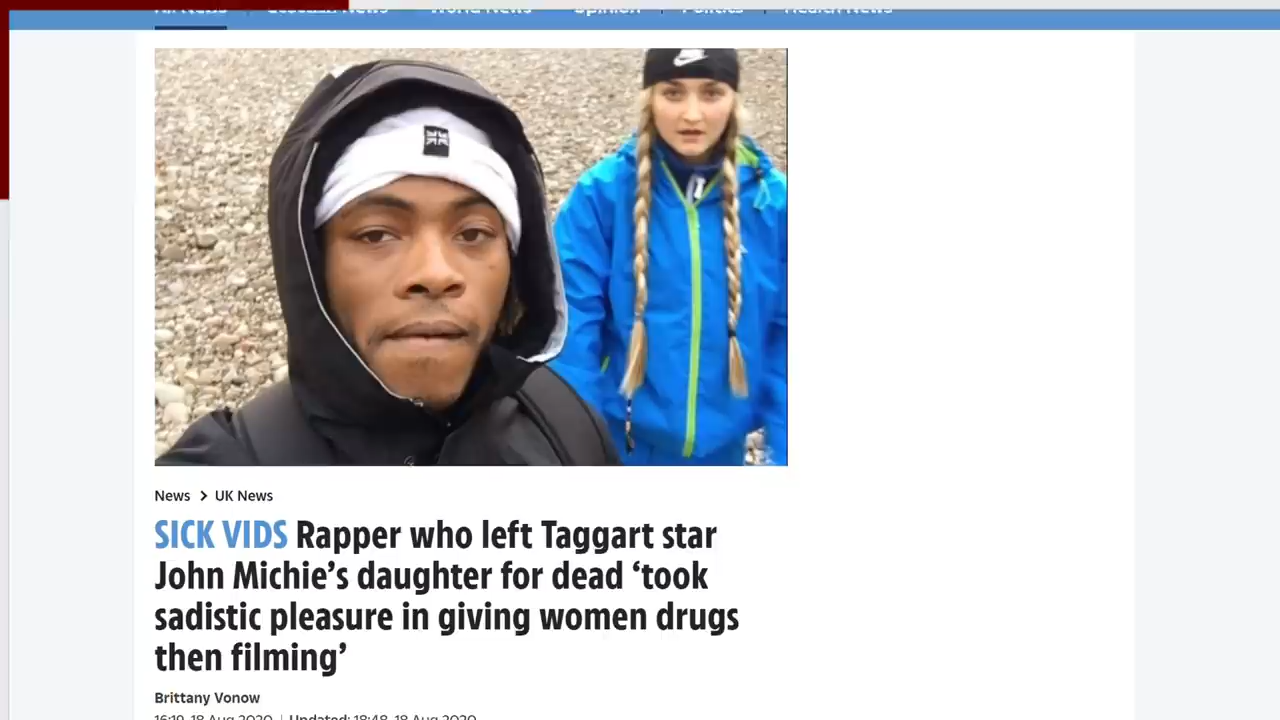 All News Scottish News World News Opinion Politics Health News
News > UK News
SICK VIDS Rapper who left Taggart star
John Michie's daughter for dead ‘took
sadistic pleasure in giving women drugs
then filming’
Brittany Vonow
16:19, 18 Aug 2020 | Updated: 18:48, 18 Aug 2020